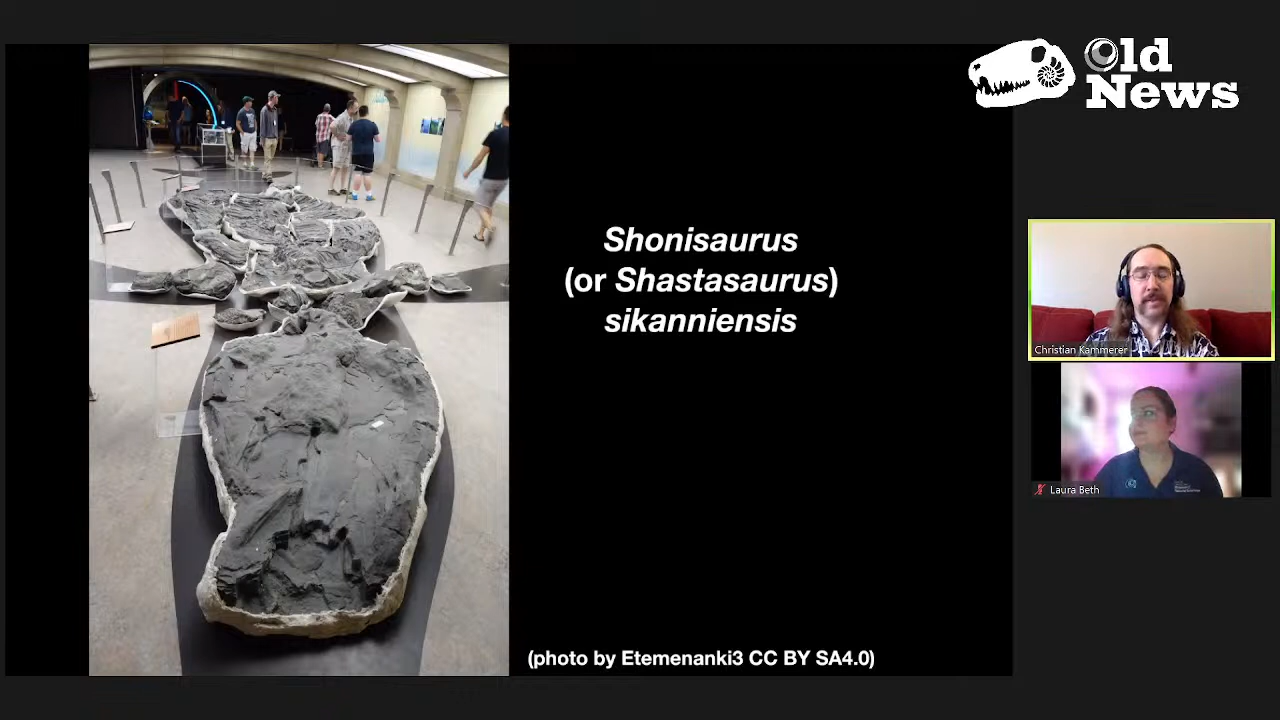 Old
News
Shonisaurus
(or Shastasaurus)
sikanniensis
Christian Kammerer
Laura Beth
(photo by Etemenanki3 CC BY SA4.0)